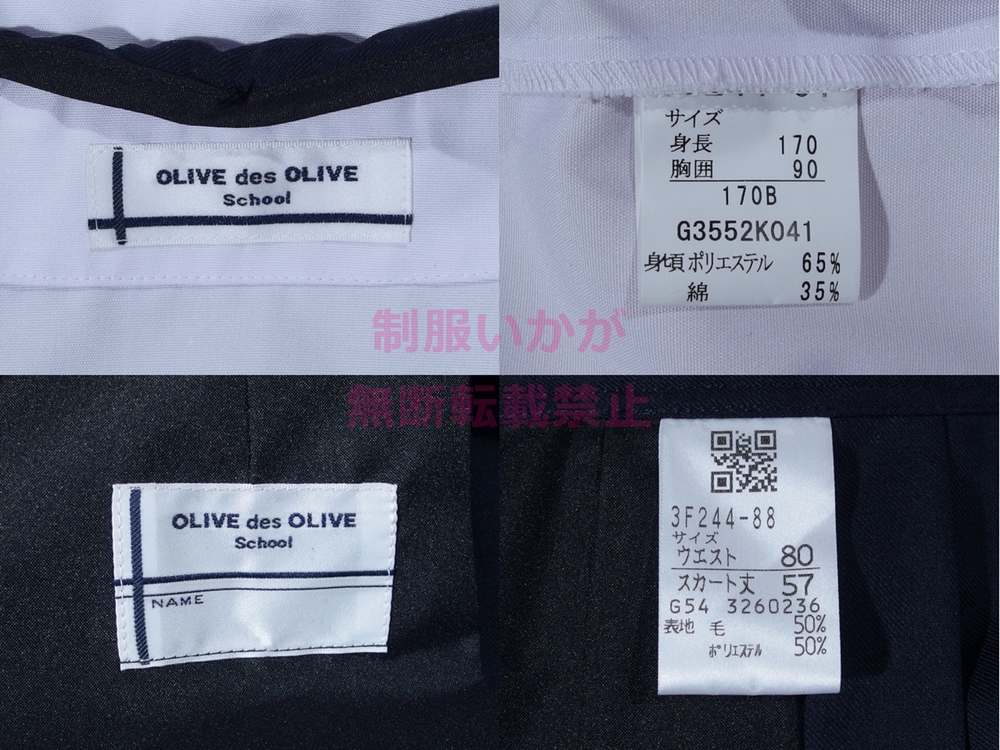 OLIVE des OLIVE
School
サイズ
身長 170
胸囲 90
170B
G3552K041
身頃 ポリエステル 65%
綿 35%
制服いかが
無断転載禁止
OLIVE des OLIVE
School
NAME
3F244-88
サイズ
ウエスト 80
スカート丈 57
G54 3260236
表地 毛 50%
ポリエステル 50%